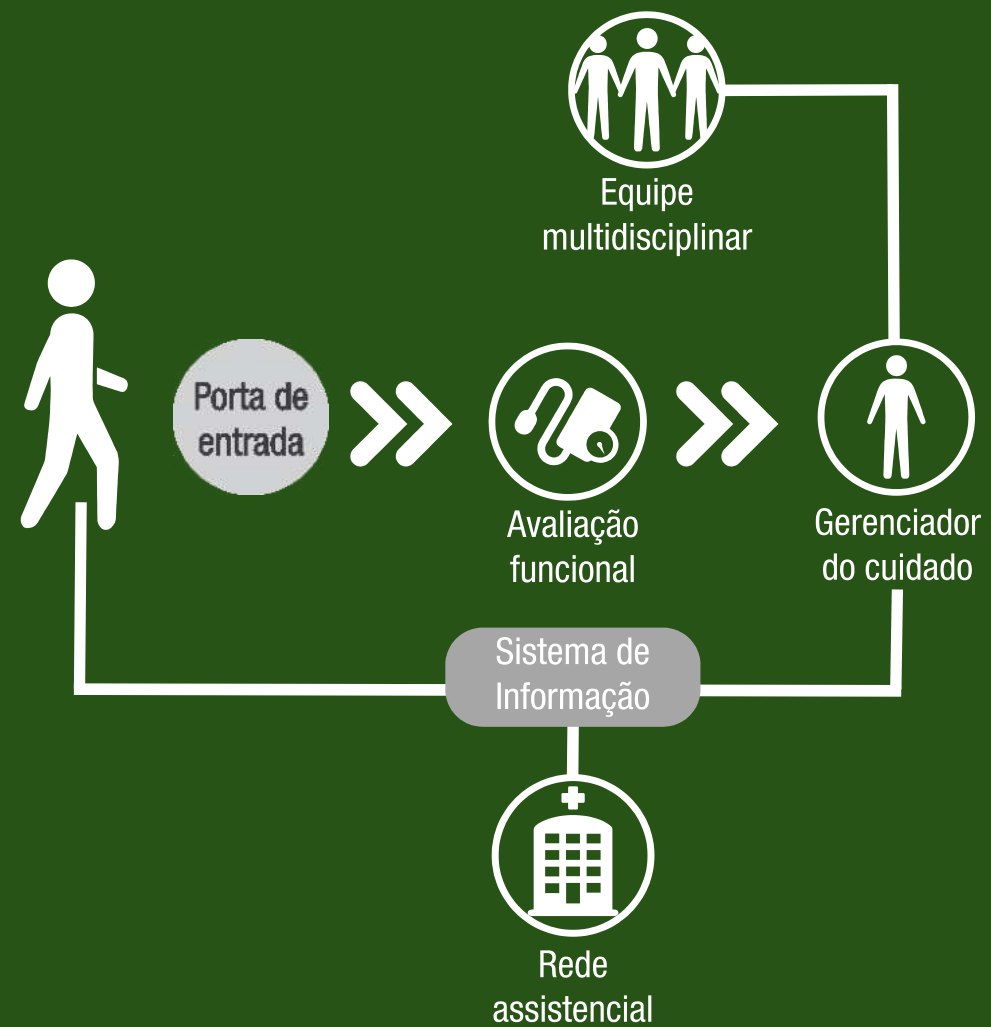 Equipe
multidisciplinar
Porta de
entrada
Avaliação
funcional
Gerenciador
do cuidado
Sistema de
Informação
Rede
assistencial